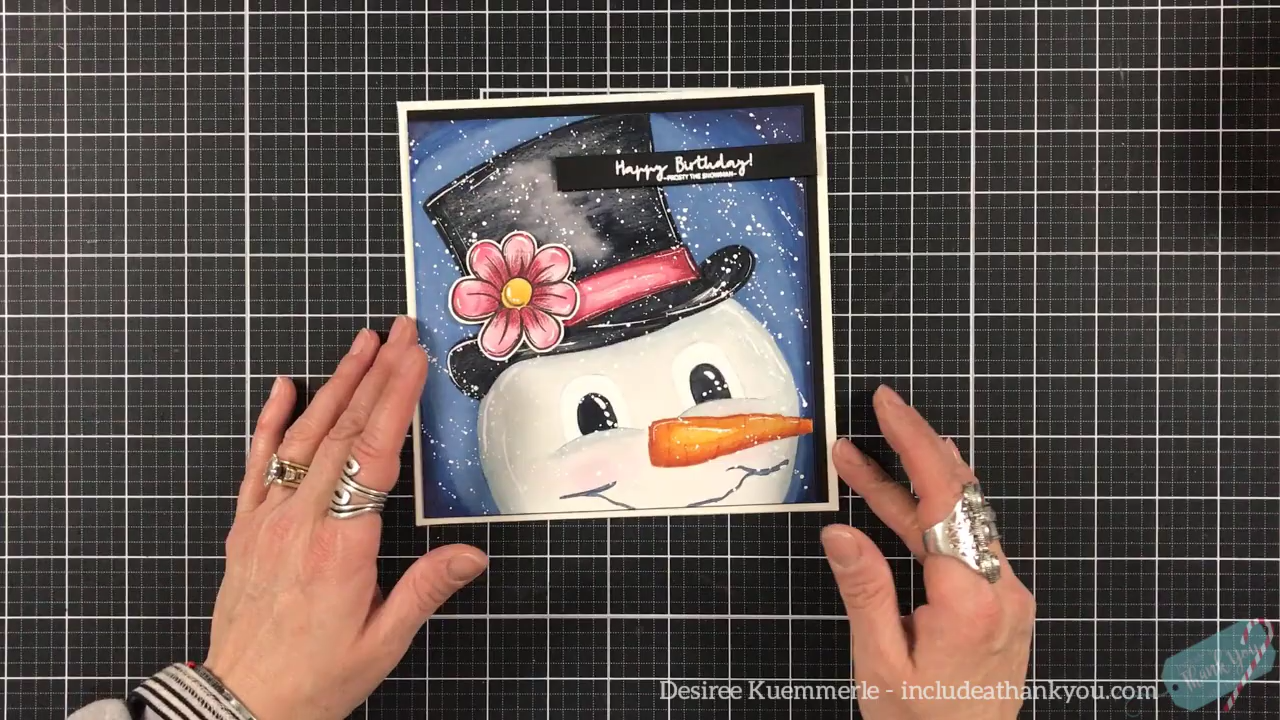 Happy Birthday!
~FROSTY THE SNOWMAN~
Desiree Kuemmerle - includeathankyou.com
Thank you